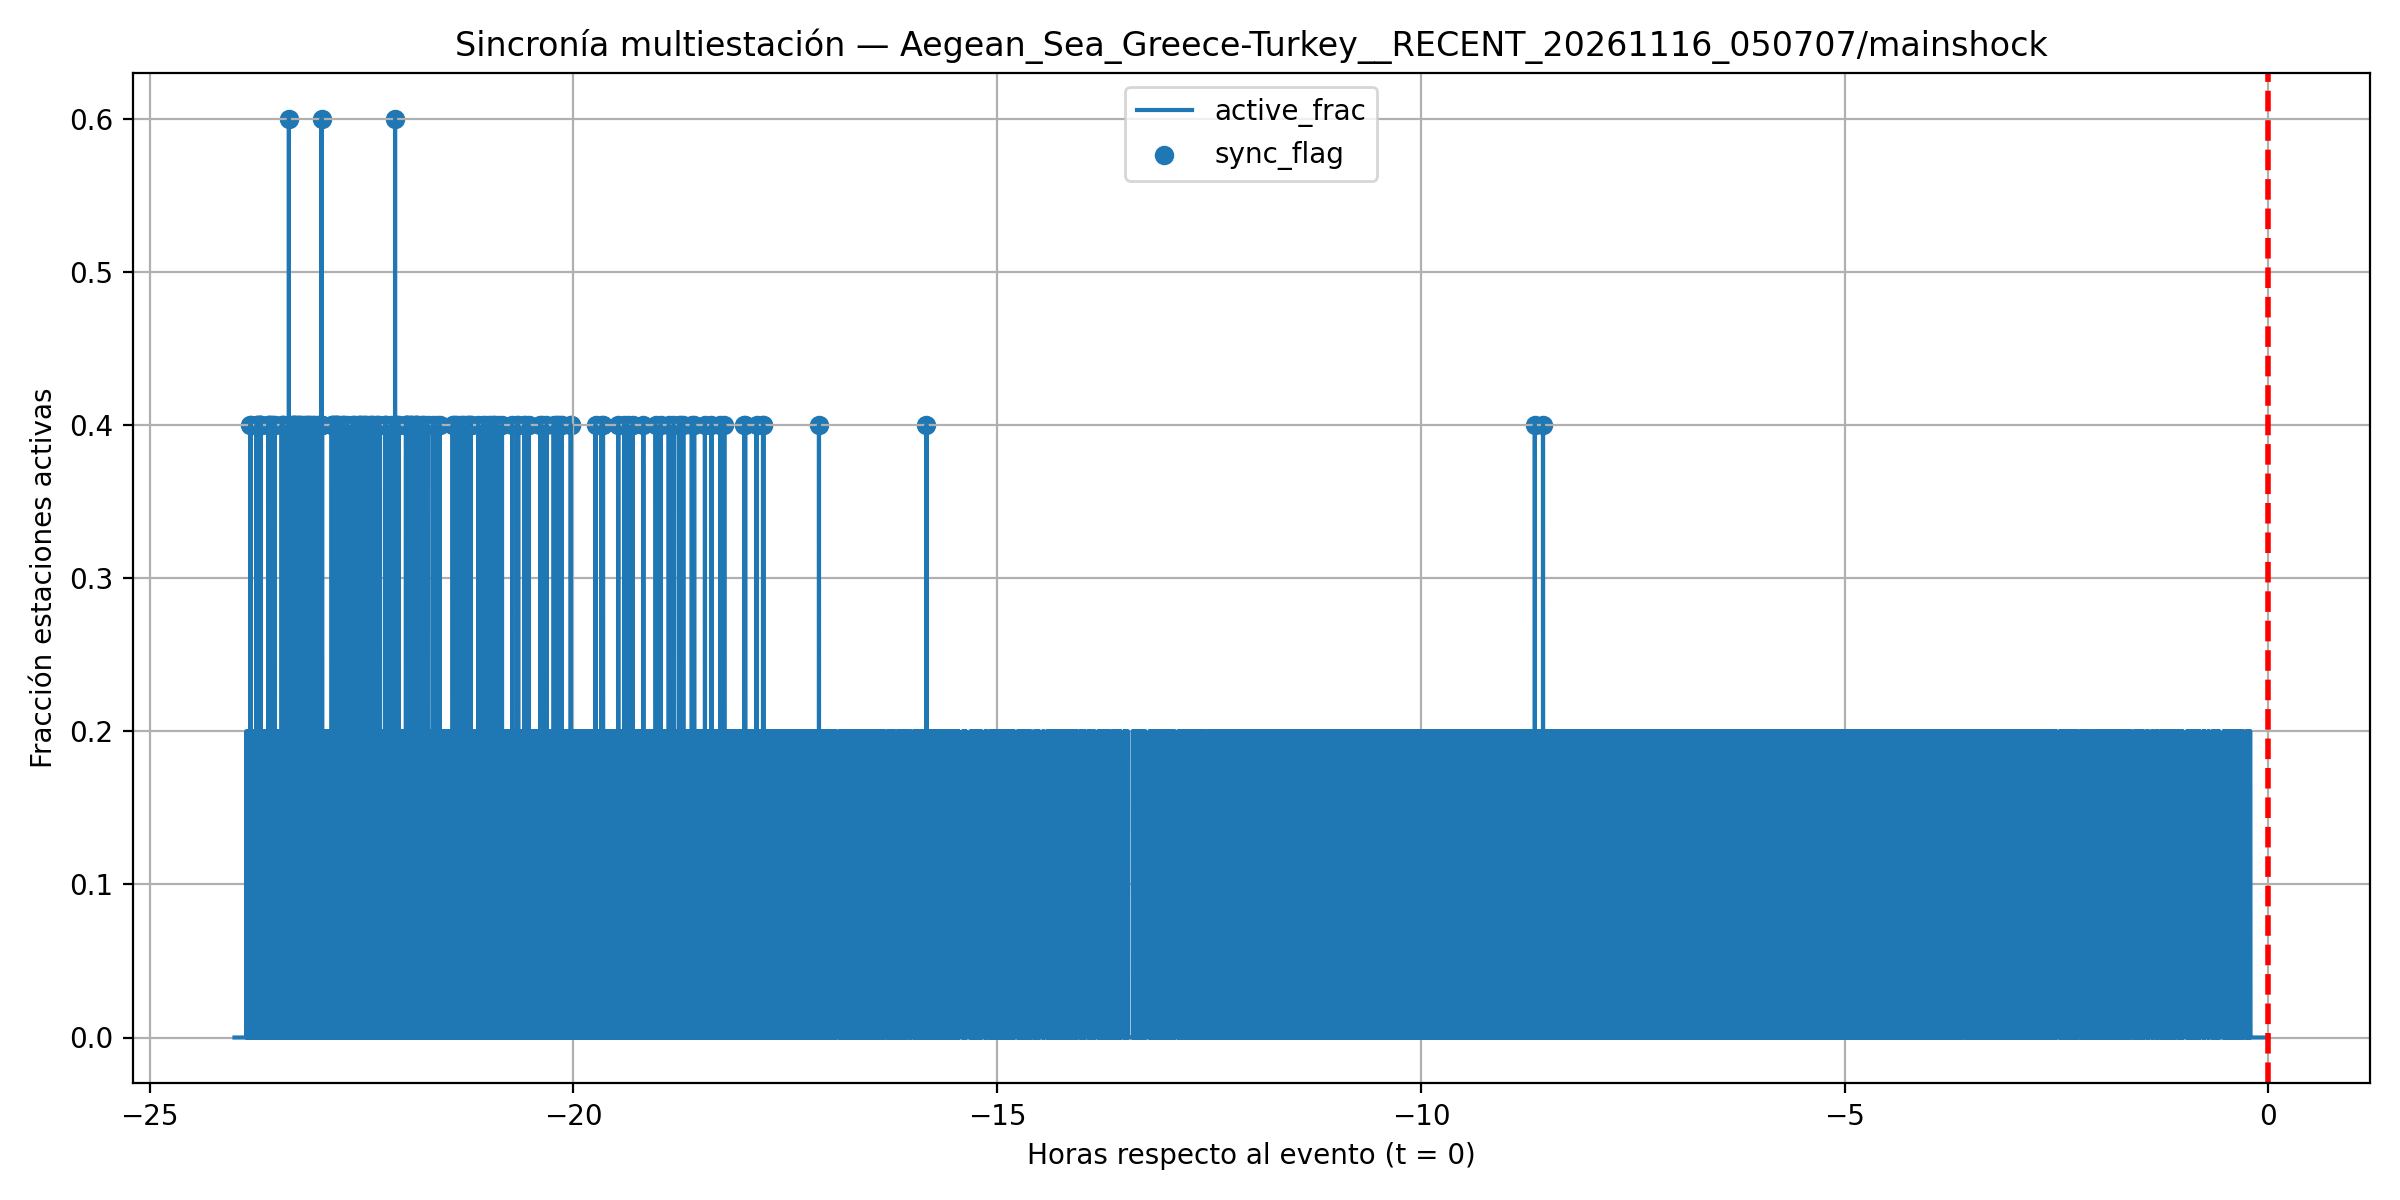 Sincronía multiestación — Aegean_Sea_Greece-Turkey__RECENT_20261116_050707/mainshock
active_frac
sync_flag
Fracción estaciones activas
0.6
0.5
0.4
0.3
0.2
0.1
0.0
−25
−20
−15
−10
−5
0
Horas respecto al evento (t = 0)